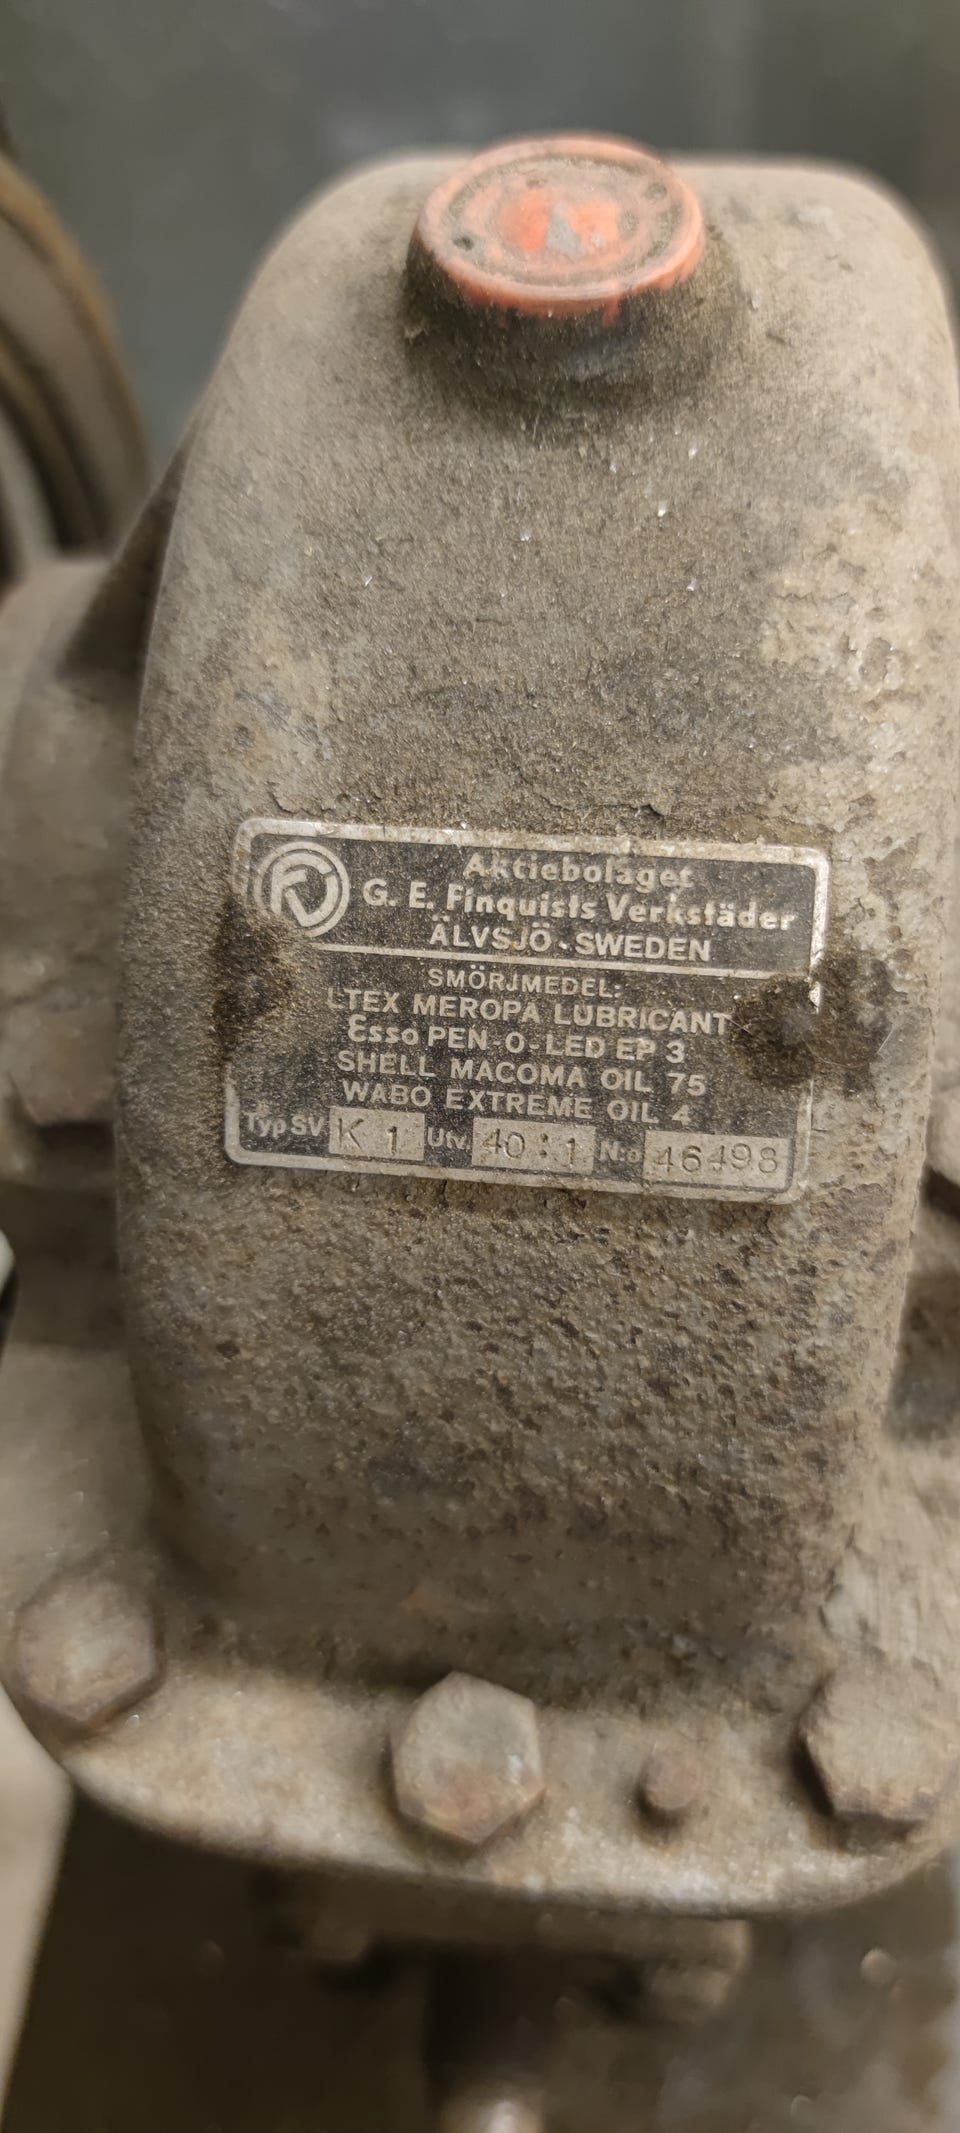 Aktiebolaget
G. E. Finquists Verkstäder
ÄLVSJÖ - SWEDEN
SMÖRJMEDEL:
LTEX MEROPA LUBRICANT
Esso PEN-O-LED EP 3
SHELL MACOMA OIL 75
WABO EXTREME OIL 4
Typ SV K 1 Utv. 40:1 N:o 46498